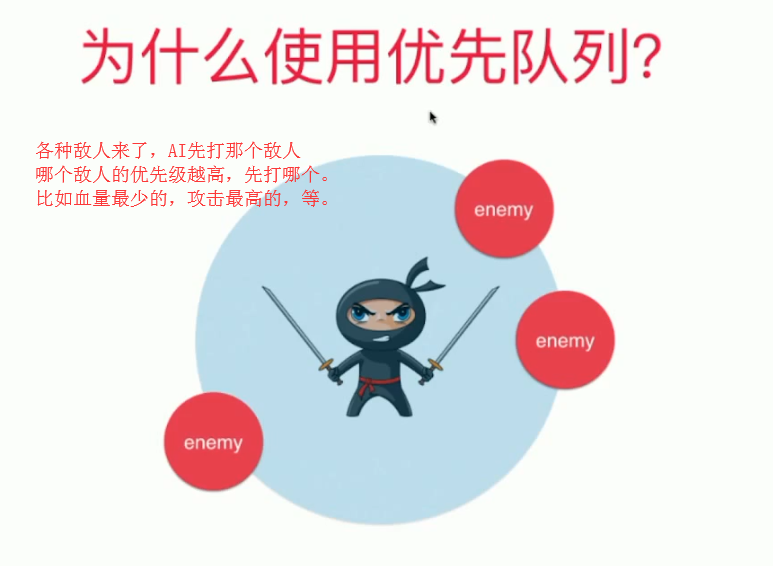 为什么使用优先队列?
各种敌人来了，AI先打那个敌人
哪个敌人的优先级越高，先打哪个。
比如血量最少的，攻击最高的，等。
enemy
enemy
enemy